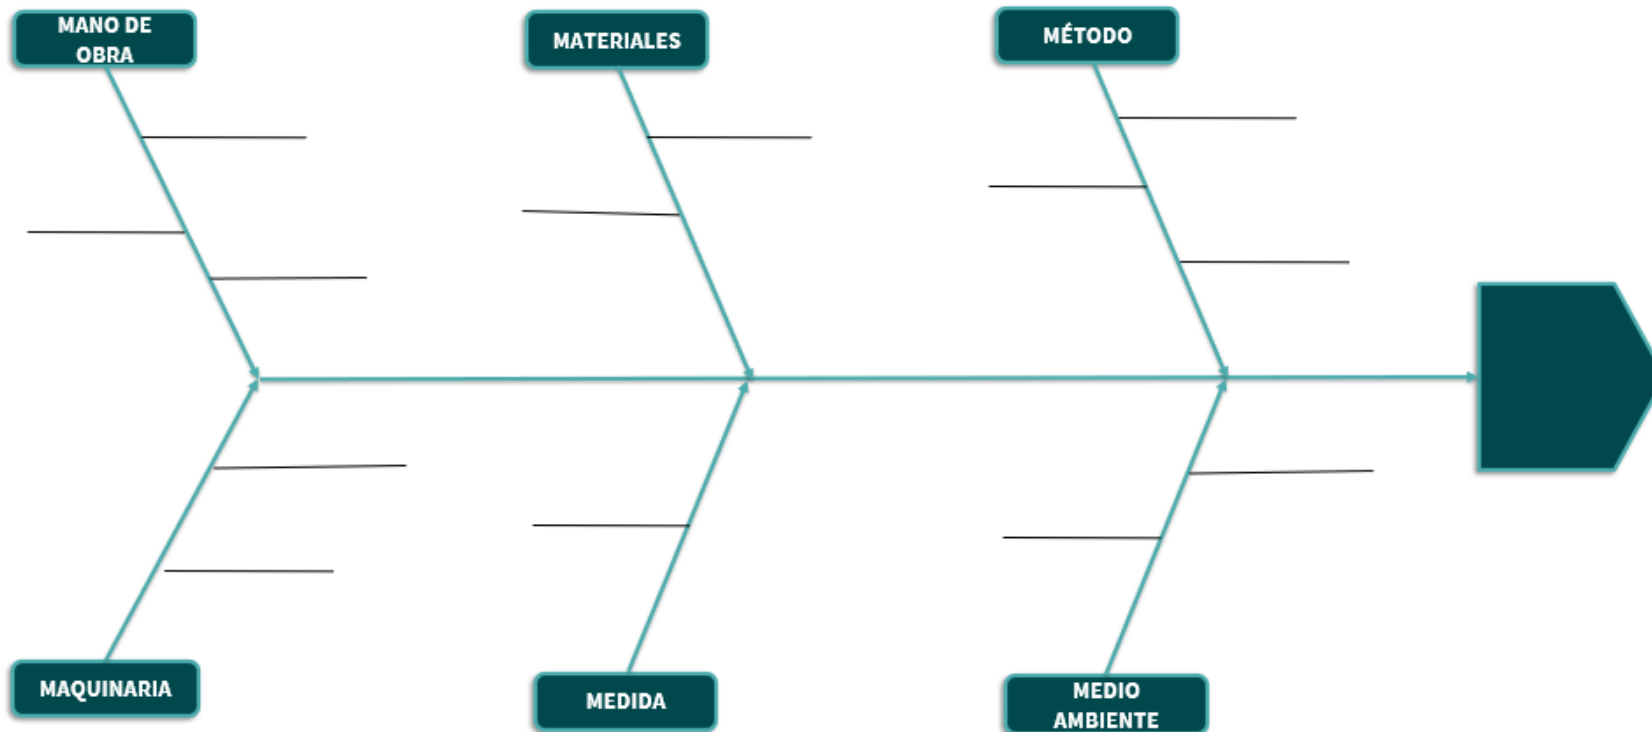 MANO DE
OBRA
MATERIALES
MÉTODO
MAQUINARIA
MEDIDA
MEDIO
AMBIENTE